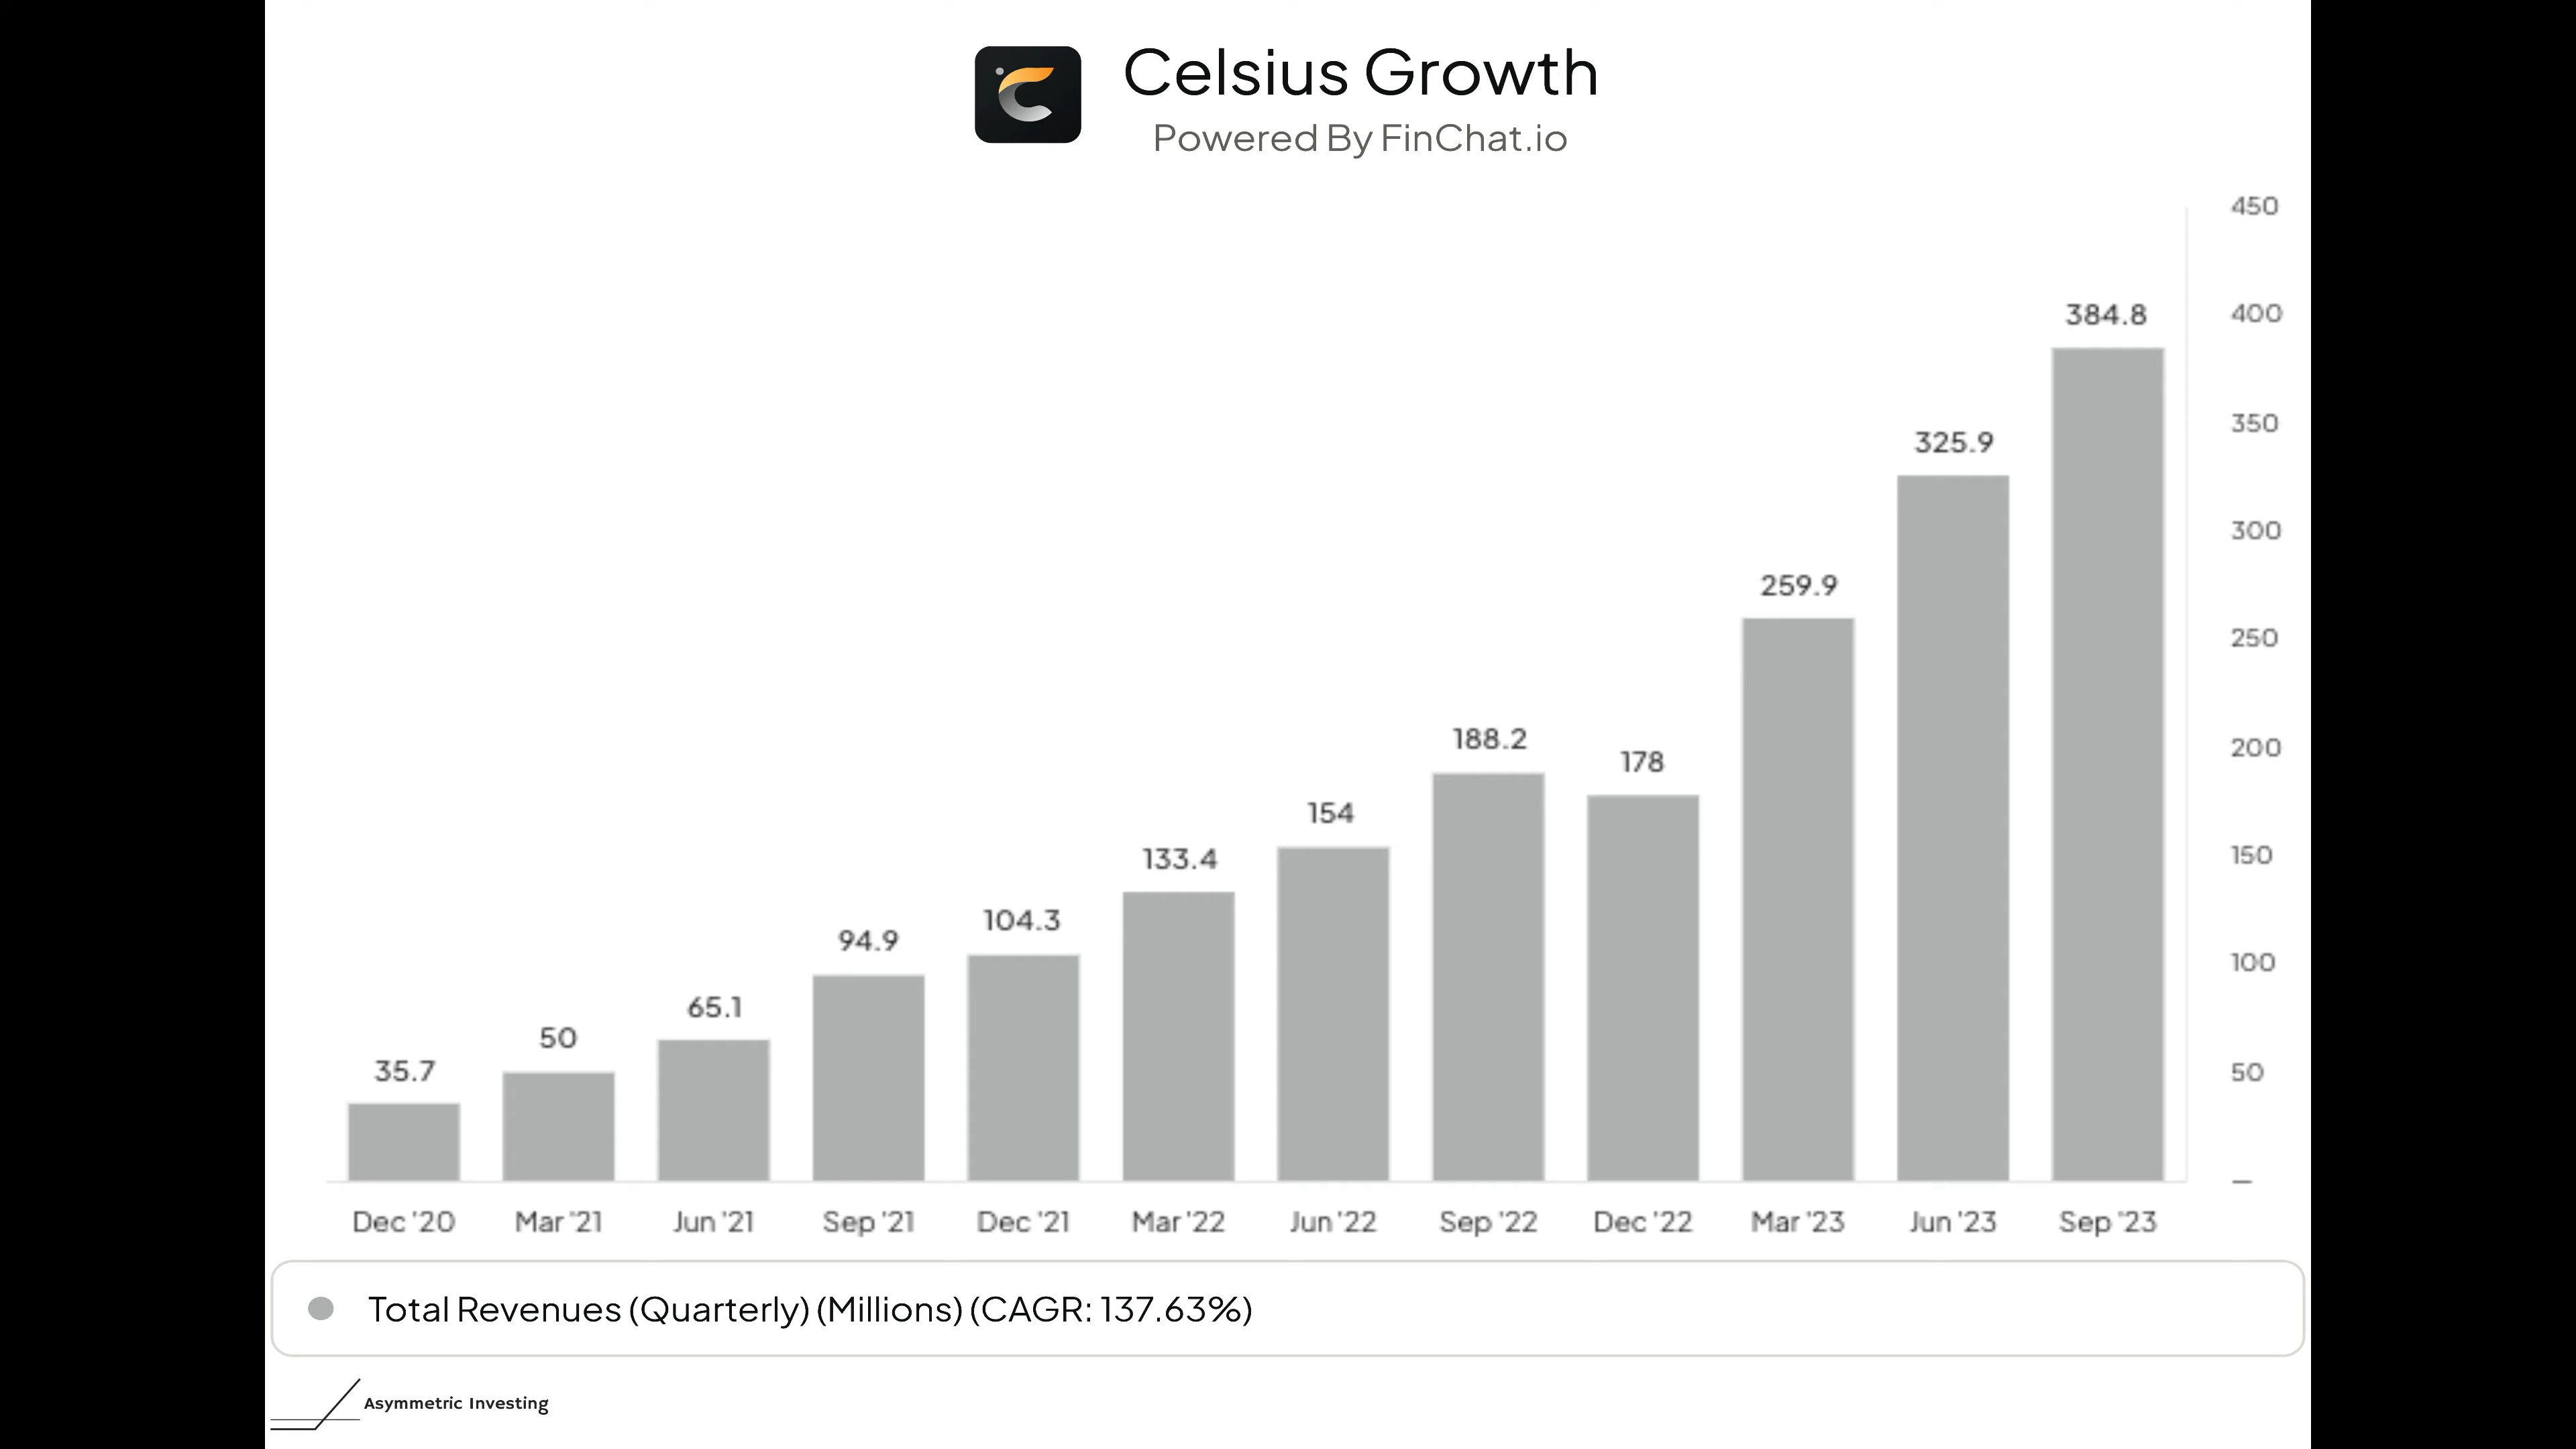 Celsius Growth
Powered By FinChat.io
450
400
350
300
250
200
150
100
50
—
35.7
50
65.1
94.9
104.3
133.4
154
188.2
178
259.9
325.9
384.8
Dec '20
Mar '21
Jun '21
Sep '21
Dec '21
Mar '22
Jun '22
Sep '22
Dec '22
Mar '23
Jun '23
Sep '23
Total Revenues (Quarterly) (Millions) (CAGR: 137.63%)
Asymmetric Investing